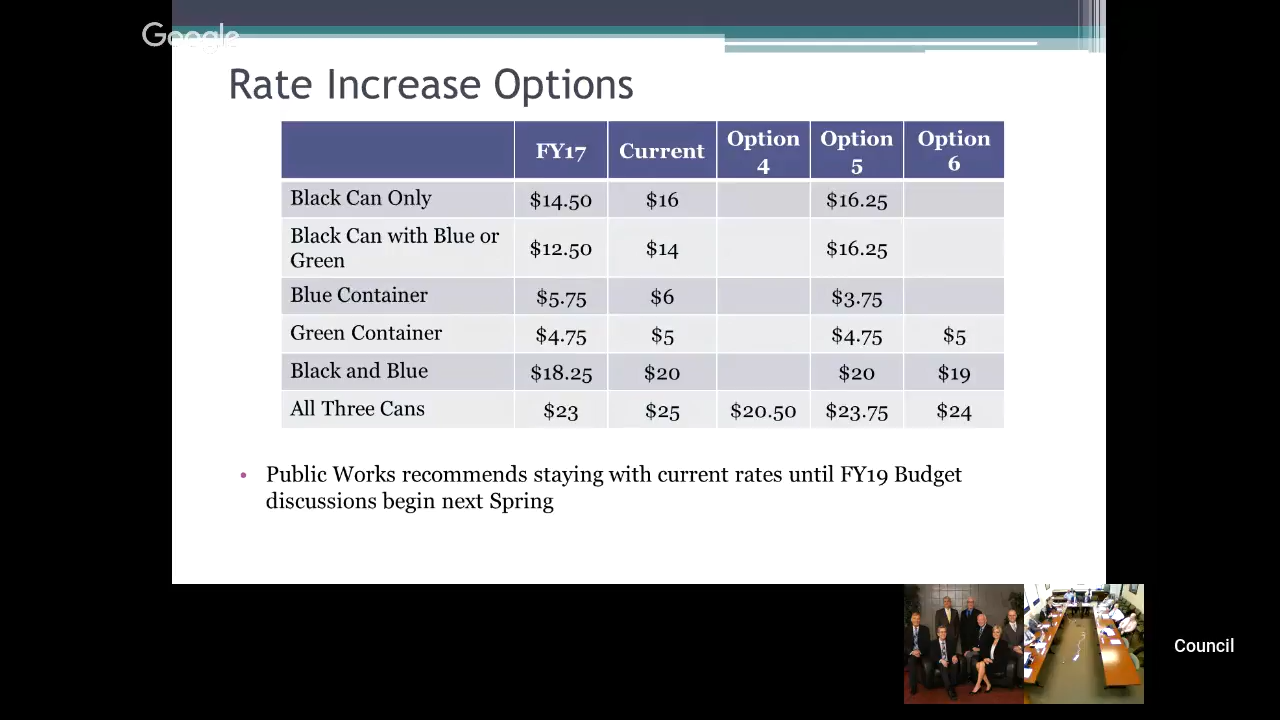 Google
Rate Increase Options
FY17 Current Option 4 Option 5 Option 6
Black Can Only $14.50 $16 $16.25
Black Can with Blue or Green $12.50 $14 $16.25
Blue Container $5.75 $6 $3.75
Green Container $4.75 $5 $4.75 $5
Black and Blue $18.25 $20 $20 $19
All Three Cans $23 $25 $20.50 $23.75 $24
• Public Works recommends staying with current rates until FY19 Budget
discussions begin next Spring
Council